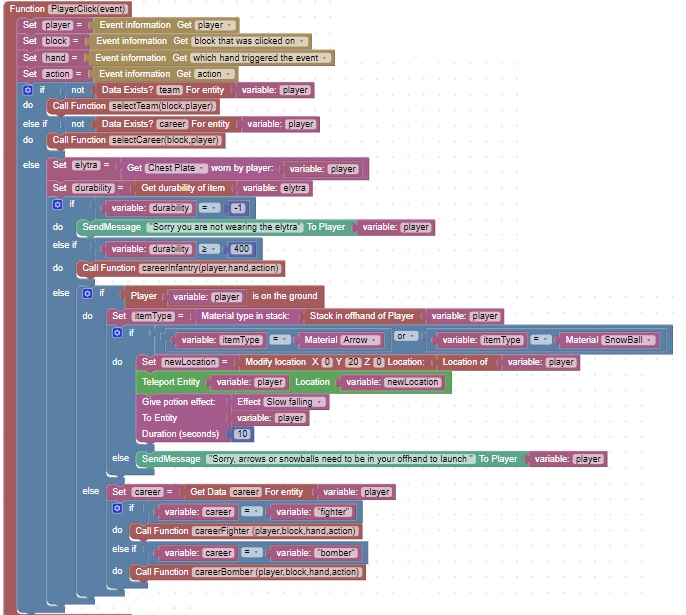 Function PlayerClick(event)
Set player = Event information Get player
Set block = Event information Get block that was clicked on
Set hand = Event information Get which hand triggered the event
Set action = Event information Get action
if not Data Exists? team For entity variable: player
do Call Function selectTeam(block,player)
else if not Data Exists? career For entity variable: player
do Call Function selectCareer(block,player)
else Set elytra = Get Chest Plate worn by player: variable: player
Set durability = Get durability of item variable: elytra
if variable: durability = -1
do SendMessage "Sorry you are not wearing the elytra" To Player variable: player
else if variable: durability ≥ 400
do Call Function careerInfantry(player,hand,action)
else if Player variable: player is on the ground
do Set itemType = Material type in stack: Stack in offhand of Player variable: player
if variable: itemType = Material Arrow or variable: itemType = Material SnowBall
do Set newLocation = Modify location X 0 Y 20 Z 0 Location: Location of variable: player
Teleport Entity variable: player Location variable: newLocation
Give potion effect: Effect Slow falling
To Entity variable: player
Duration (seconds) 10
else SendMessage "Sorry, arrows or snowballs need to be in your offhand to launch" To Player variable: player
else Set career = Get Data career For entity variable: player
if variable: career = "fighter"
do Call Function careerFighter (player,block,hand,action)
else if variable: career = "bomber"
do Call Function careerBomber (player,block,hand,action)